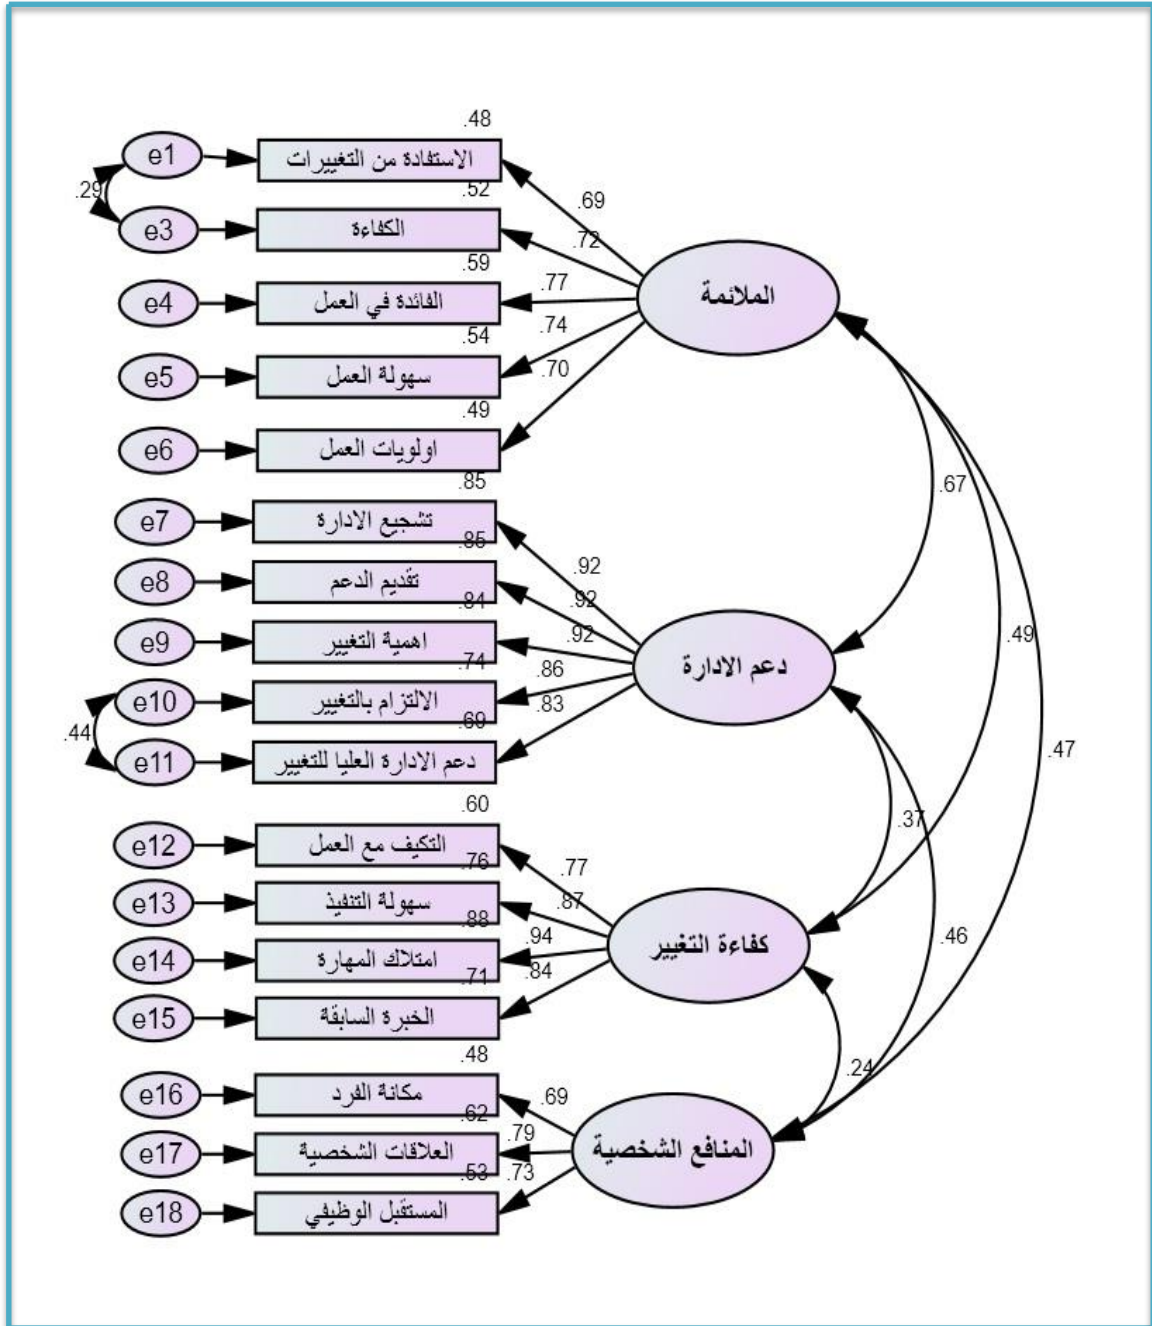 .48
e1
الاستفادة من التغييرات
.69
.29
.52
e3
الكفاءة
.72
.59
e4
الفائدة في العمل
.77
الملائمة
.54
e5
سهولة العمل
.74
.49
e6
اولويات العمل
.70
.67
.85
e7
تشجيع الادارة
.92
.85
e8
تقديم الدعم
.92
.84
e9
اهمية التغيير
.92
دعم الادارة
.49
.74
e10
الالتزام بالتغيير
.86
.44
.69
e11
دعم الادارة العليا للتغيير
.83
.47
.60
e12
التكيف مع العمل
.77
.37
.76
e13
سهولة التنفيذ
.87
.88
e14
امتلاك المهارة
.94
كفاءة التغيير
.46
.71
e15
الخبرة السابقة
.84
.48
e16
مكانة الفرد
.69
.24
.62
e17
العلاقات الشخصية
.79
المنافع الشخصية
.53
e18
المستقبل الوظيفي
.73